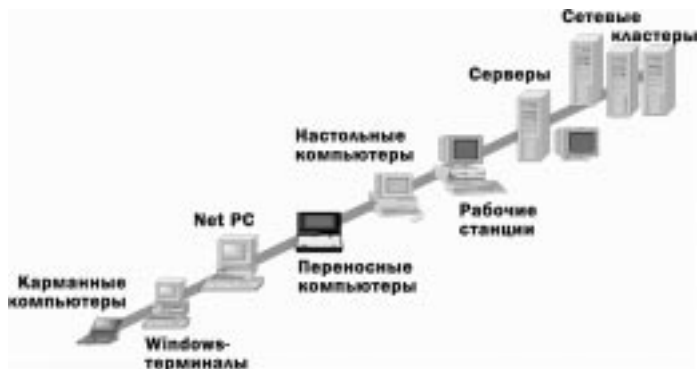 Сетевые
кластеры
Серверы
Настольные
компьютеры
Рабочие
станции
Net PC
Переносные
компьютеры
Карманные
компьютеры
Windows-
терминалы